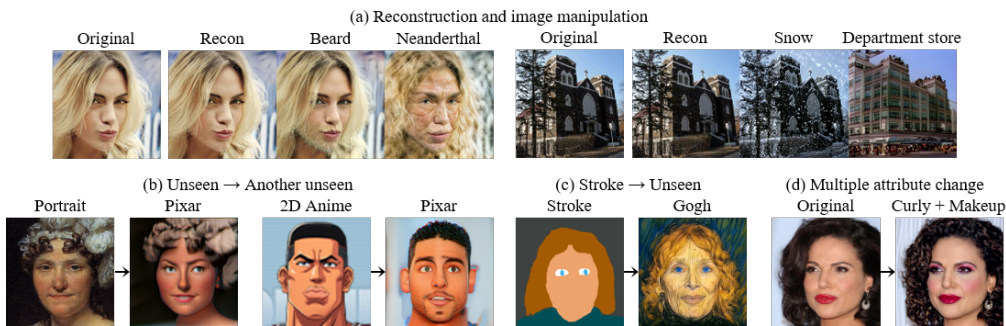 (a) Reconstruction and image manipulation
Original Recon Beard Neanderthal Original Recon Snow Department store
(b) Unseen → Another unseen (c) Stroke → Unseen (d) Multiple attribute change
Portrait Pixar 2D Anime Pixar Stroke Gogh Original Curly + Makeup